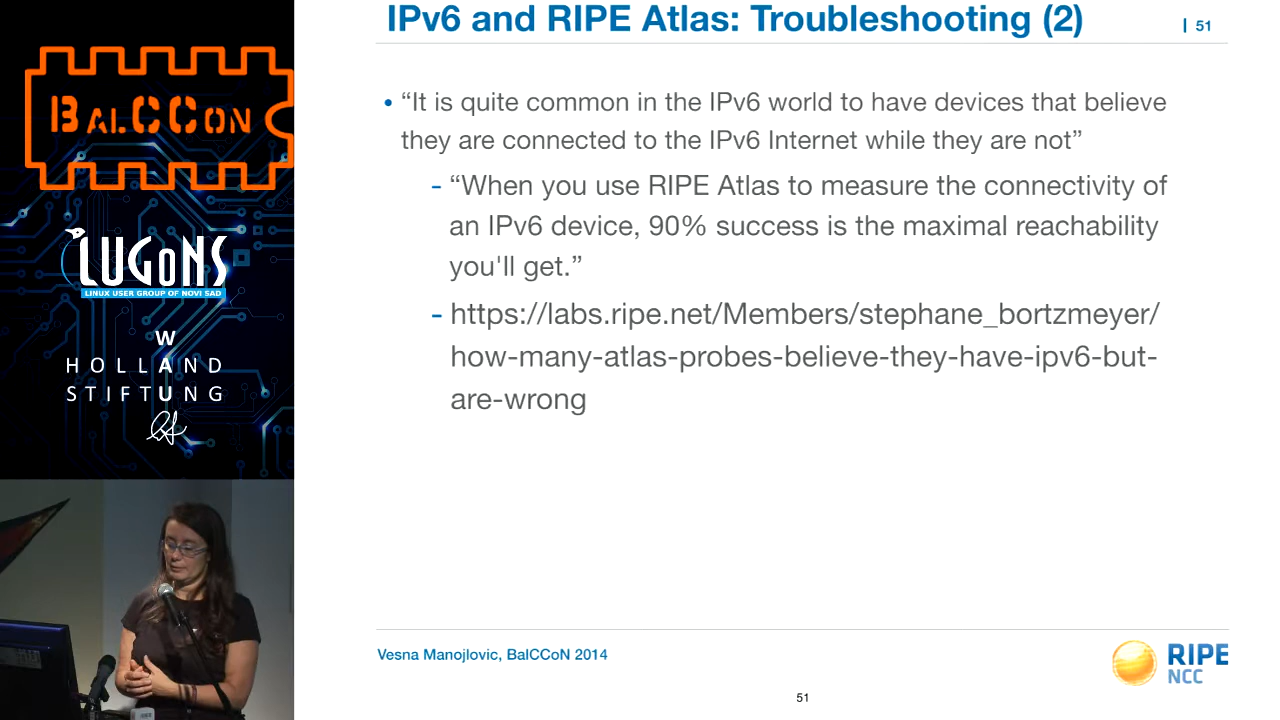 IPv6 and RIPE Atlas: Troubleshooting (2)
| 51
• “It is quite common in the IPv6 world to have devices that believe
they are connected to the IPv6 Internet while they are not”
- “When you use RIPE Atlas to measure the connectivity of
an IPv6 device, 90% success is the maximal reachability
you'll get.”
- https://labs.ripe.net/Members/stephane_bortzmeyer/
how-many-atlas-probes-believe-they-have-ipv6-but-
are-wrong
Vesna Manojlovic, BalCCoN 2014
RIPE
NCC
51
BALCCON
LUGONS
LINUX USER GROUP OF NOVI SAD
W
HOLLAND
STIFTUNG